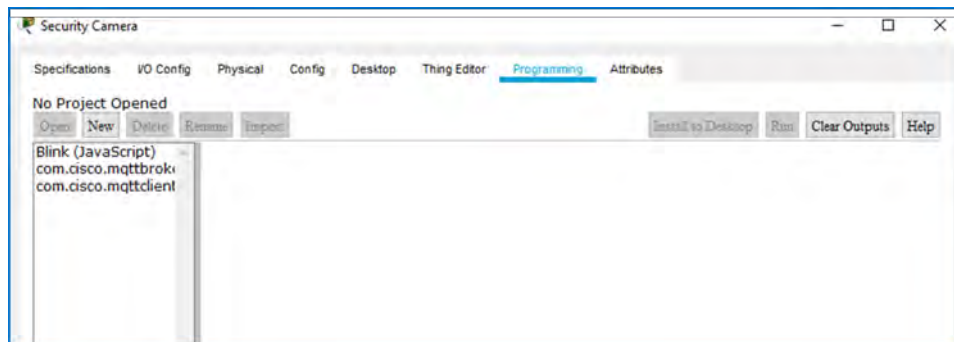 Security Camera
Specifications I/O Config Physical Config Desktop Thing Editor Programming Attributes
No Project Opened
Open New Delete Rename Import Install to Desktop Run Clear Outputs Help
Blink (JavaScript)
com.cisco.mqttbroke
com.cisco.mqttclient